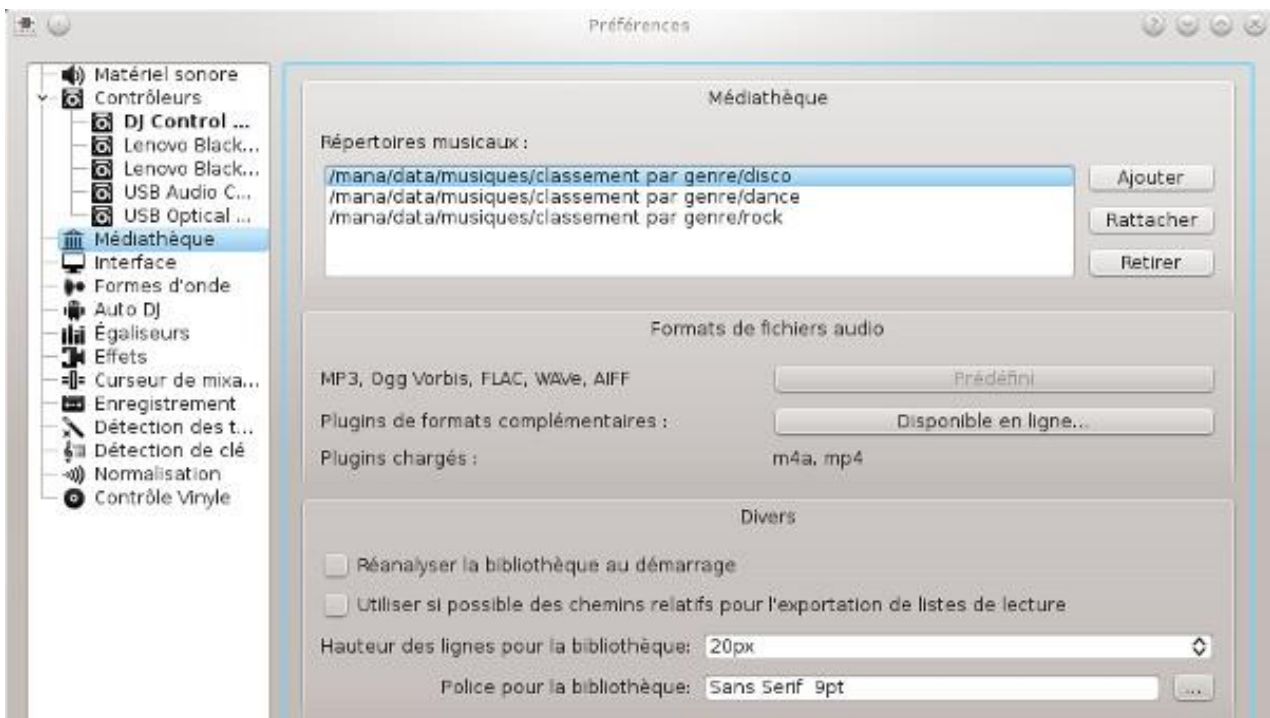 Préférences
Matériel sonore
Contrôleurs
DJ Control ...
Lenovo Black...
Lenovo Black...
USB Audio C...
USB Optical ...
Médiathèque
Interface
Formes d'onde
Auto DJ
Égaliseurs
Effets
Curseur de mixa...
Enregistrement
Détection des t...
Détection de clé
Normalisation
Contrôle Vinyle
Médiathèque
Répertoires musicaux :
/mana/data/musiques/classement par genre/disco
/mana/data/musiques/classement par genre/dance
/mana/data/musiques/classement par genre/rock
Ajouter
Rattacher
Retirer
Formats de fichiers audio
MP3, Ogg Vorbis, FLAC, WAVe, AIFF
Prédéfini
Plugins de formats complémentaires :
Disponible en ligne...
Plugins chargés :
m4a, mp4
Divers
Réanalyser la bibliothèque au démarrage
Utiliser si possible des chemins relatifs pour l'exportation de listes de lecture
Hauteur des lignes pour la bibliothèque: 20px
Police pour la bibliothèque: Sans Serif 9pt
...